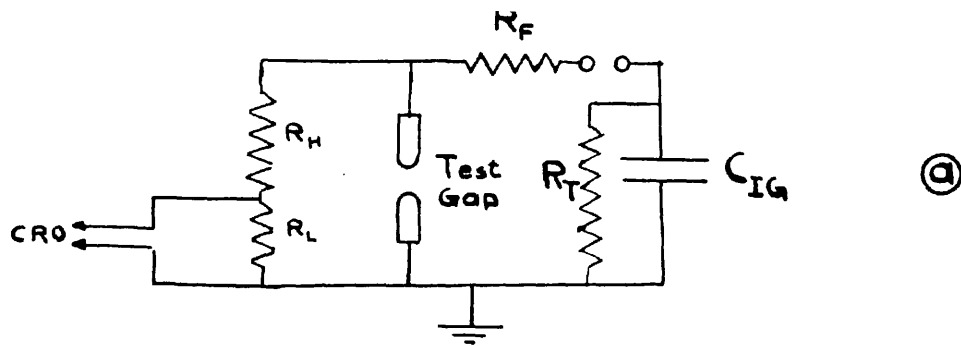 R_F
R_H
Test
Gap
R_T
C_IG
ⓐ
R_L
CRO